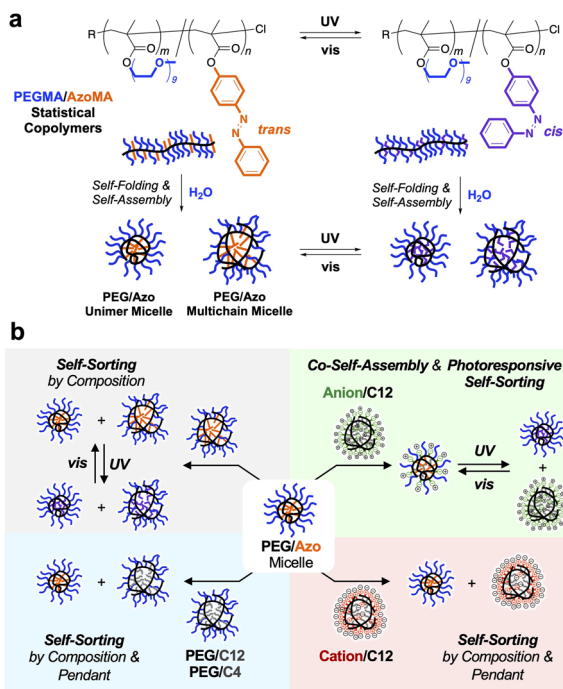 a
R
m
n
Cl
O
O
O
O
O
9
N
N
trans
PEGMA/AzoMA
Statistical
Copolymers
UV
vis
R
m
n
Cl
O
O
O
O
O
9
N
N
cis
Self-Folding &
Self-Assembly
H2O
Self-Folding &
Self-Assembly
H2O
UV
vis
PEG/Azo
Unimer Micelle
PEG/Azo
Multichain Micelle
b
Self-Sorting
by Composition
+
vis
UV
+
Co-Self-Assembly & Photoresponsive
Self-Sorting
Anion/C12
UV
vis
+
PEG/Azo
Micelle
+
PEG/C12
PEG/C4
Self-Sorting
by Composition &
Pendant
Cation/C12
+
Self-Sorting
by Composition &
Pendant